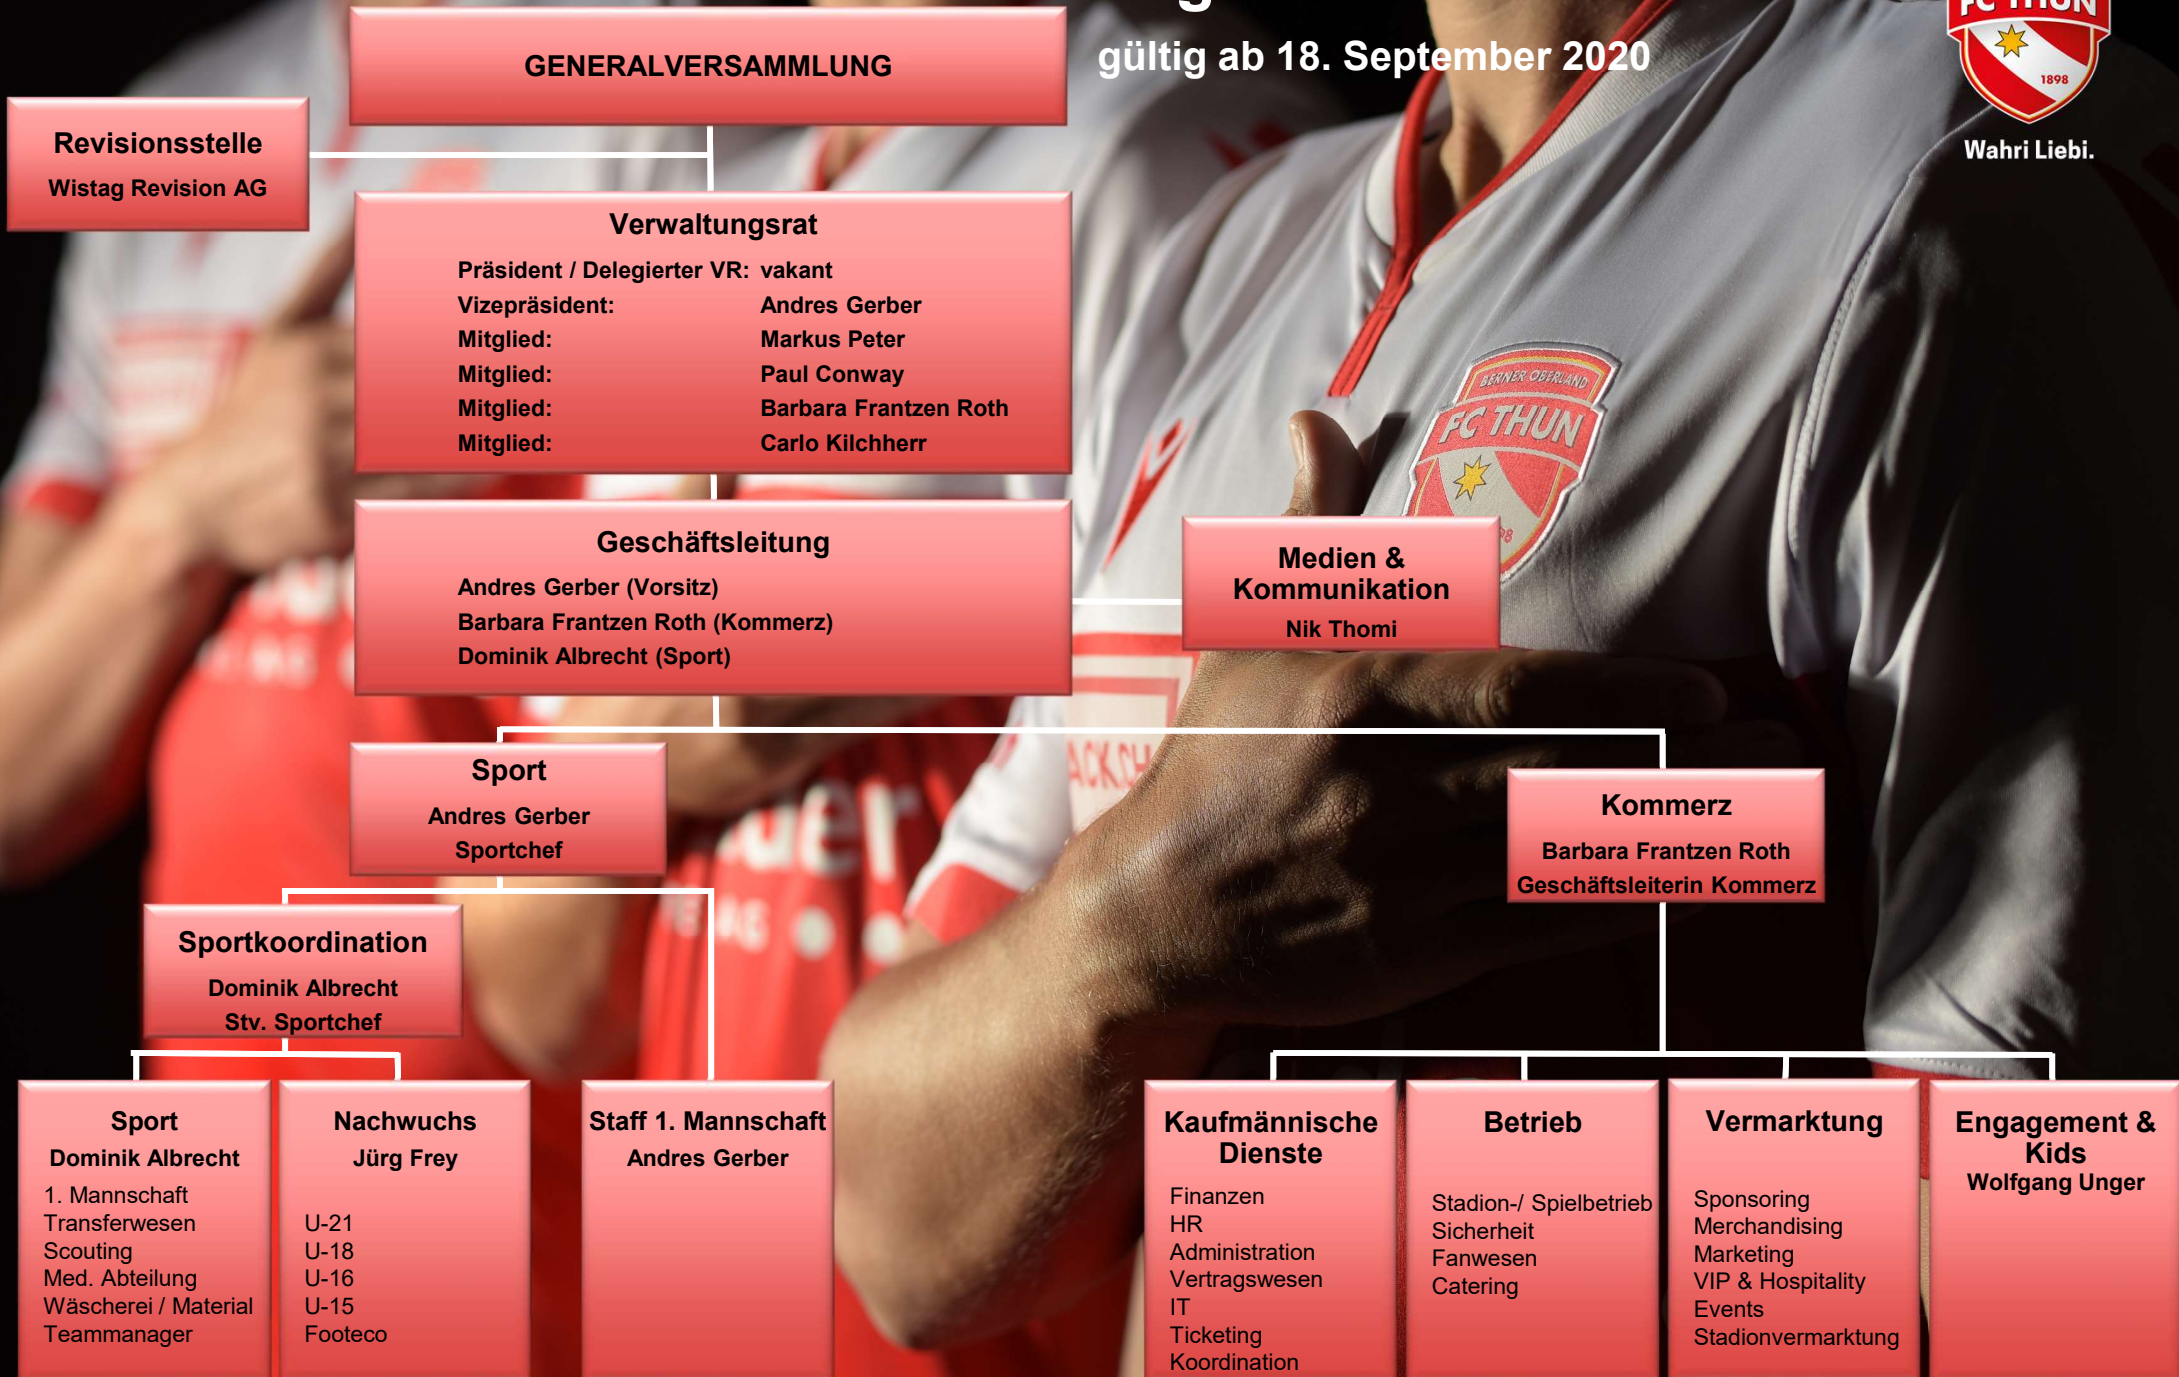 gültig ab 18. September 2020
FC THUN
1898
Wahri Liebi.
GENERALVERSAMMLUNG
Revisionsstelle
Wistag Revision AG
Verwaltungsrat
Präsident / Delegierter VR: vakant
Vizepräsident: Andres Gerber
Mitglied: Markus Peter
Mitglied: Paul Conway
Mitglied: Barbara Frantzen Roth
Mitglied: Carlo Kilchherr
BERNER OBERLAND
FC THUN
Geschäftsleitung
Andres Gerber (Vorsitz)
Barbara Frantzen Roth (Kommerz)
Dominik Albrecht (Sport)
Medien &
Kommunikation
Nik Thomi
Sport
Andres Gerber
Sportchef
Kommerz
Barbara Frantzen Roth
Geschäftsleiterin Kommerz
Sportkoordination
Dominik Albrecht
Stv. Sportchef
Sport
Dominik Albrecht
1. Mannschaft
Transferwesen
Scouting
Med. Abteilung
Wäscherei / Material
Teammanager
Nachwuchs
Jürg Frey
U-21
U-18
U-16
U-15
Footeco
Staff 1. Mannschaft
Andres Gerber
Kaufmännische
Dienste
Finanzen
HR
Administration
Vertragswesen
IT
Ticketing
Koordination
Betrieb
Stadion-/ Spielbetrieb
Sicherheit
Fanwesen
Catering
Vermarktung
Sponsoring
Merchandising
Marketing
VIP & Hospitality
Events
Stadionvermarktung
Engagement &
Kids
Wolfgang Unger